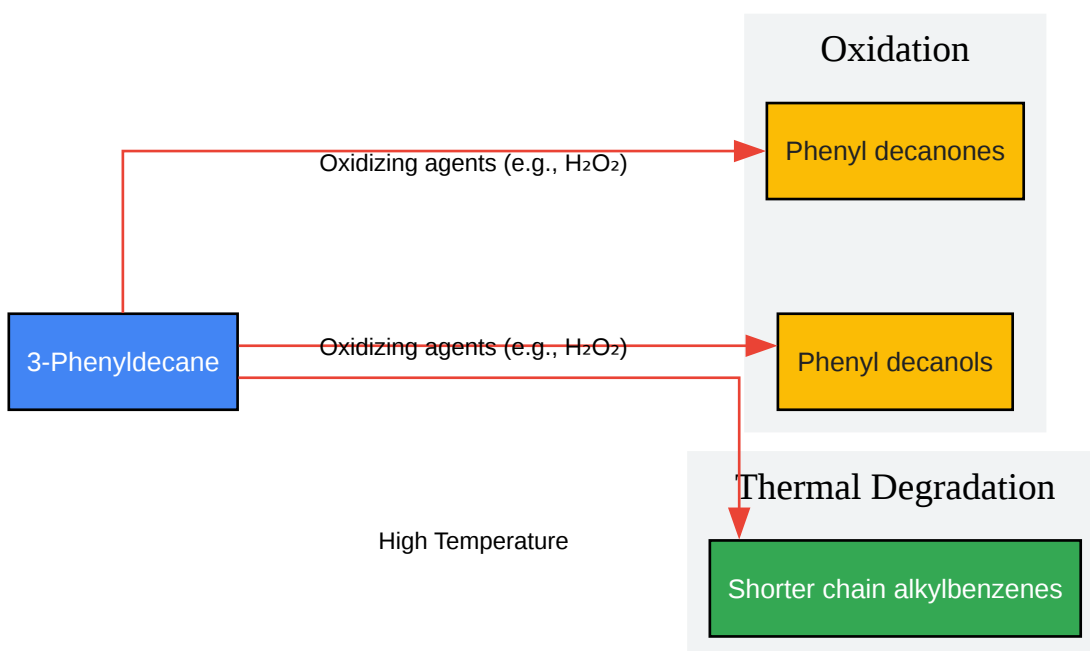 Oxidation
Phenyl decanones
Oxidizing agents (e.g., H₂O₂)
Oxidizing agents (e.g., H₂O₂)
3-Phenyldecane
Phenyl decanols
Thermal Degradation
High Temperature
Shorter chain alkylbenzenes